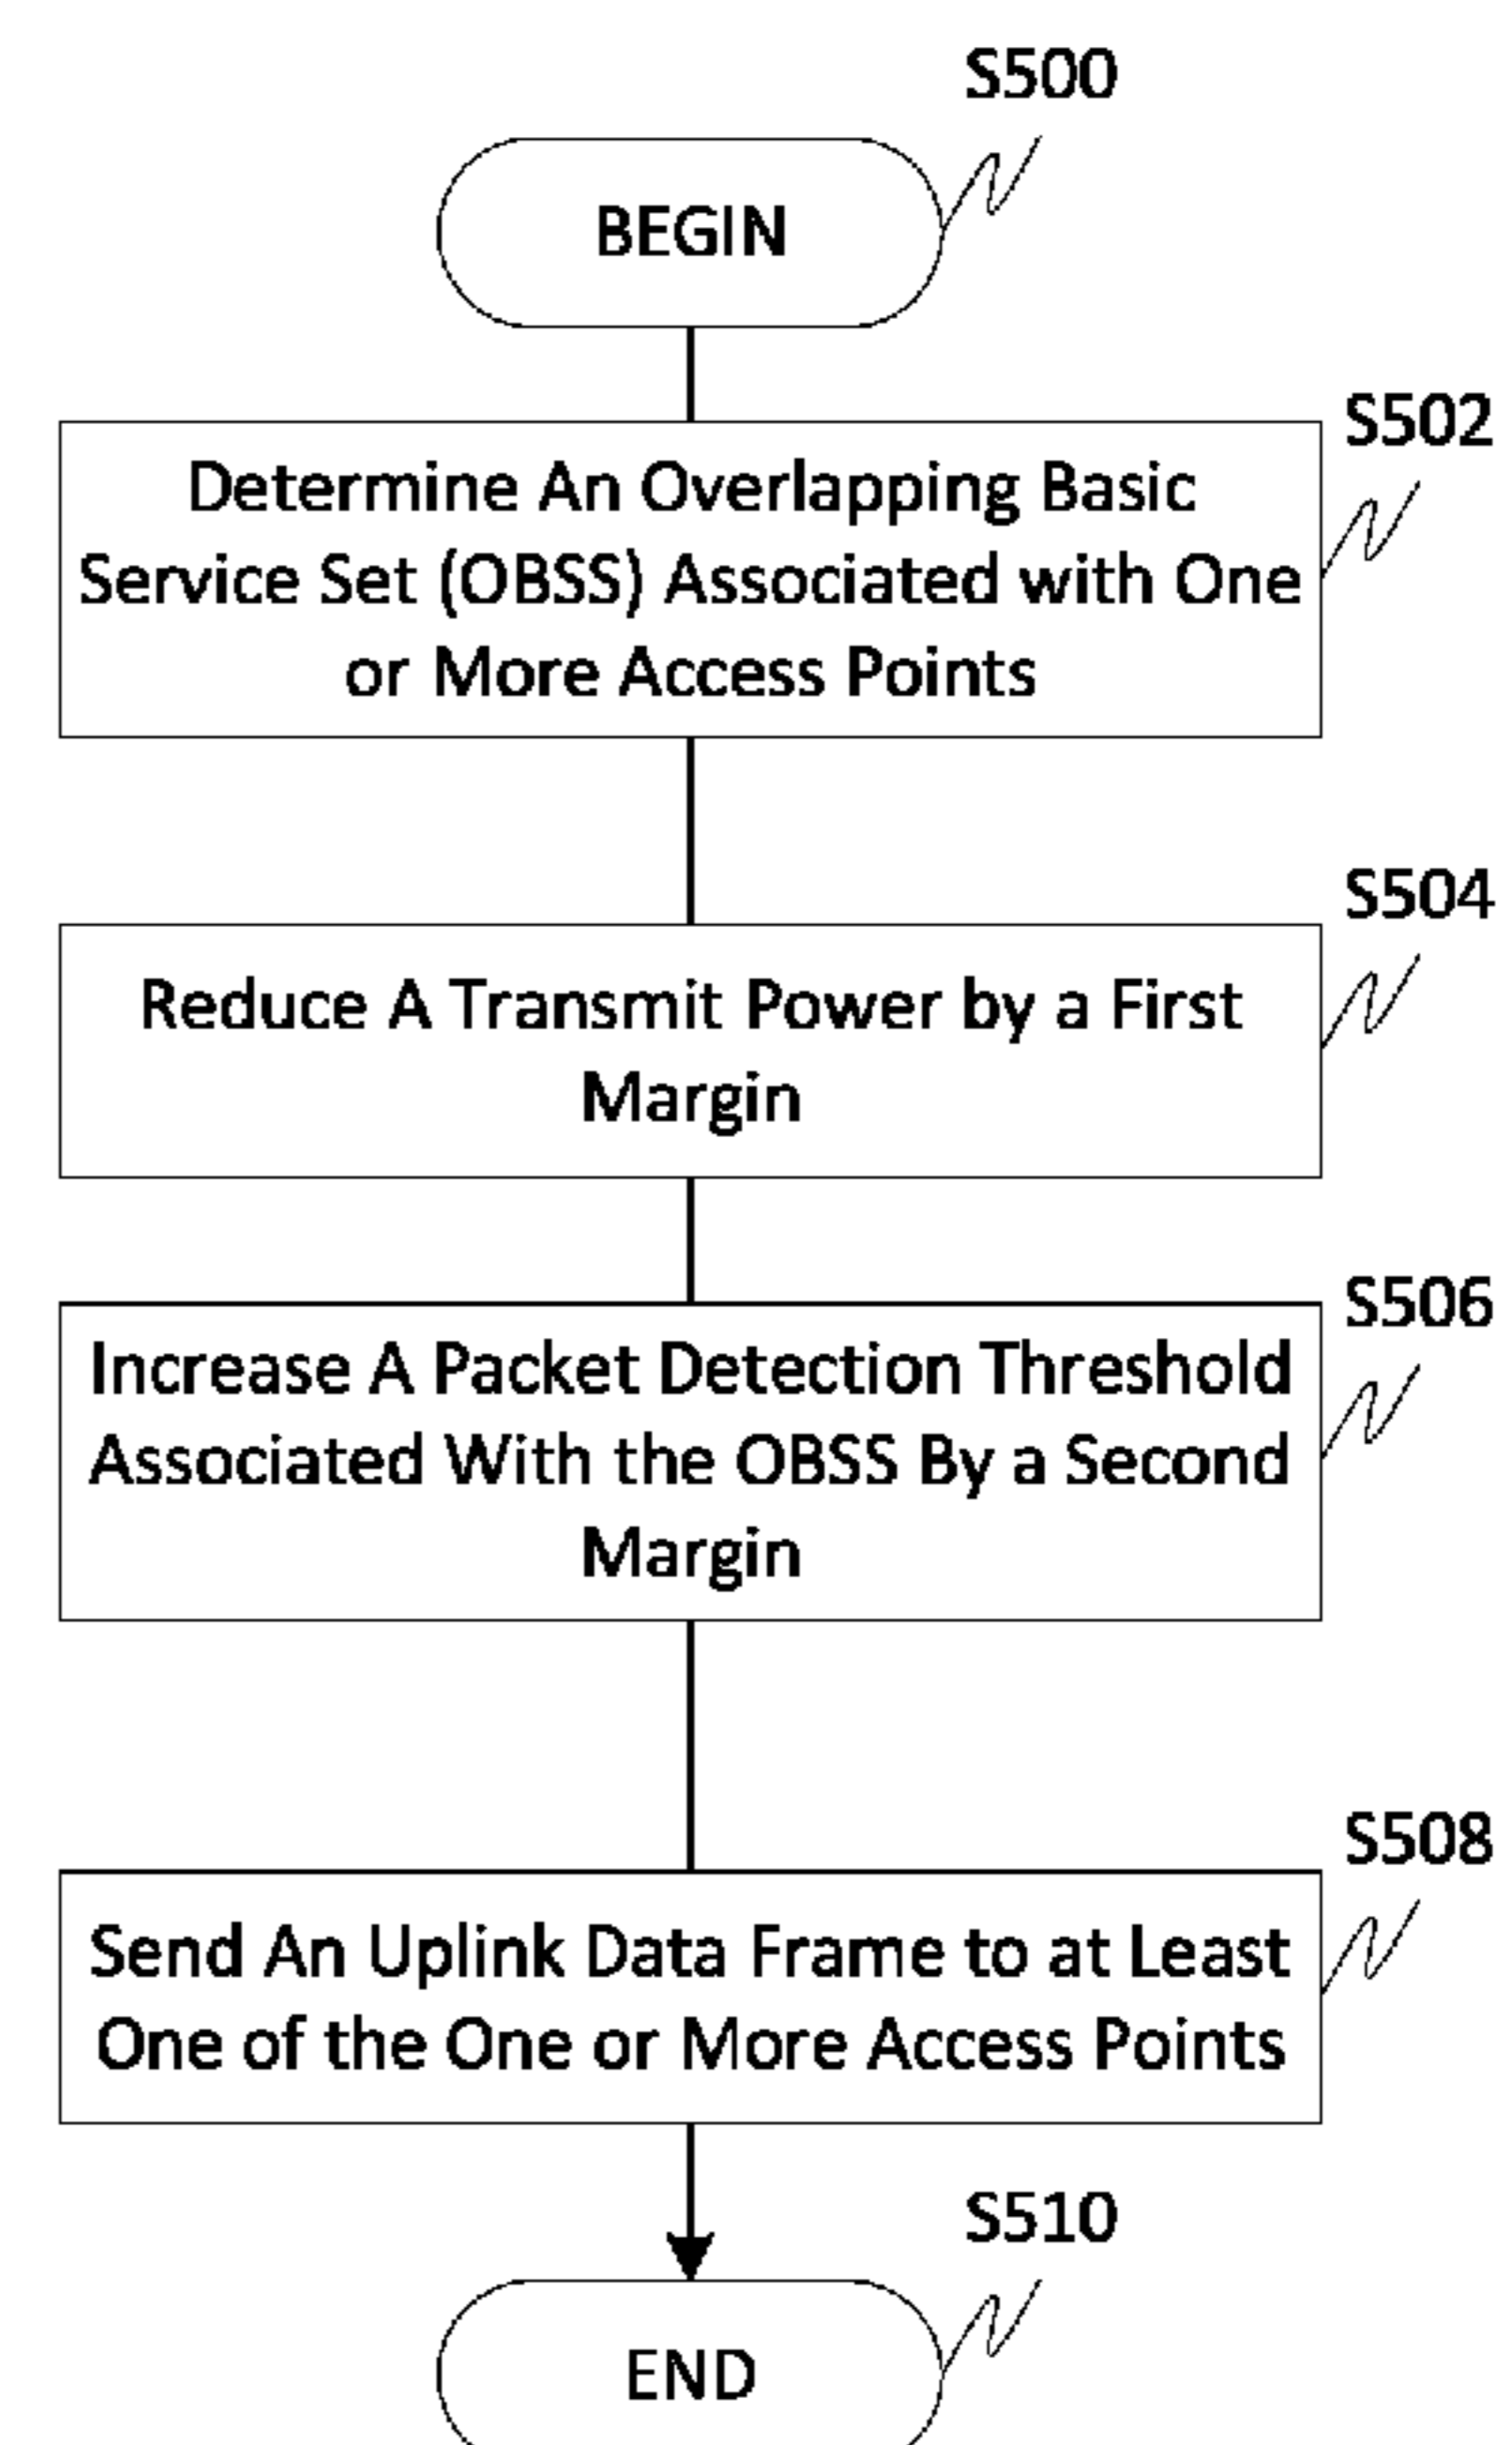 S500
BEGIN
S502
Determine An Overlapping Basic
Service Set (OBSS) Associated with One
or More Access Points
S504
Reduce A Transmit Power by a First
Margin
S506
Increase A Packet Detection Threshold
Associated With the OBSS By a Second
Margin
S508
Send An Uplink Data Frame to at Least
One of the One or More Access Points
S510
END